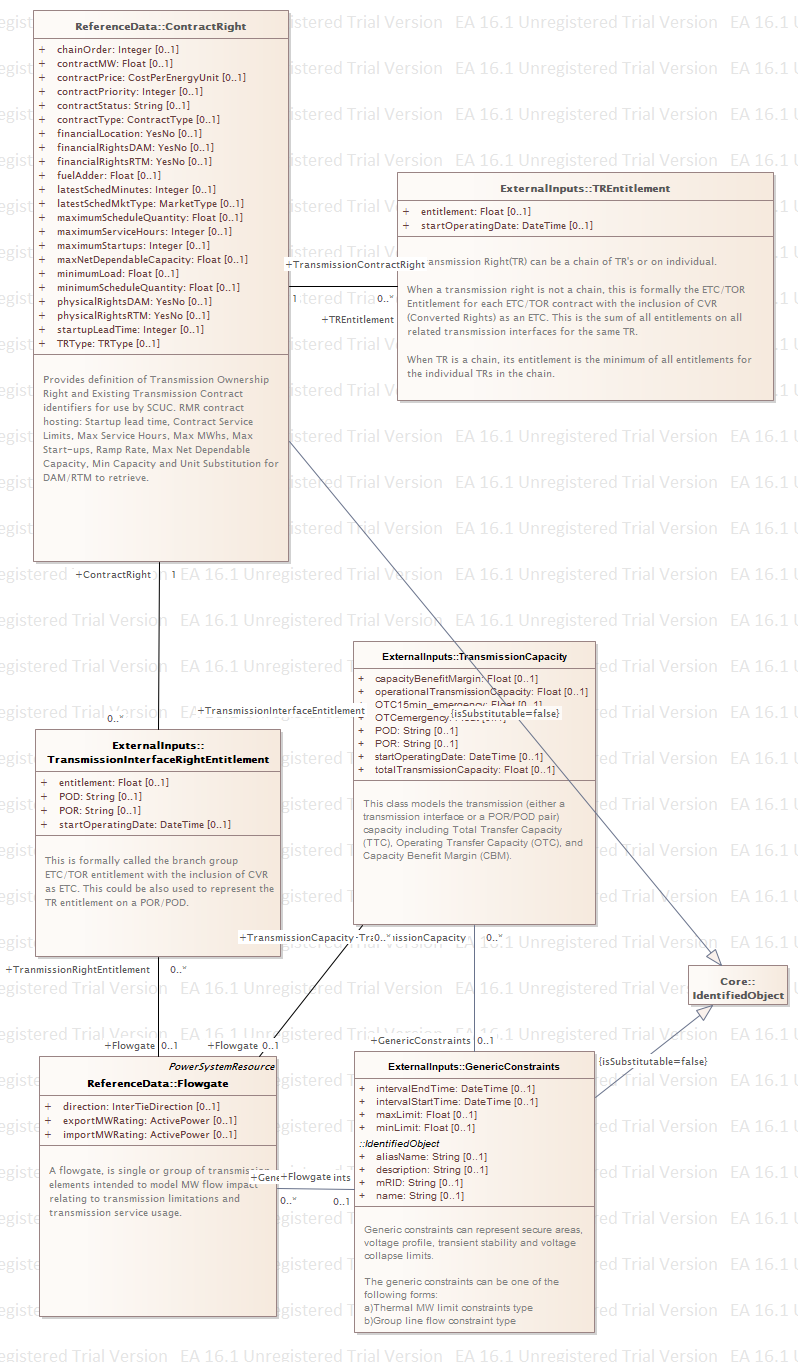 ReferenceData::ContractRight
+ chainOrder: Integer [0..1]
+ contractMW: Float [0..1]
+ contractPrice: CostPerEnergyUnit [0..1]
+ contractPriority: Integer [0..1]
+ contractStatus: String [0..1]
+ contractType: ContractType [0..1]
+ financialLocation: YesNo [0..1]
+ financialRightsDAM: YesNo [0..1]
+ financialRightsRTM: YesNo [0..1]
+ fuelAdder: Float [0..1]
+ latestSchedMinutes: Integer [0..1]
+ latestSchedMktType: MarketType [0..1]
+ maximumScheduleQuantity: Float [0..1]
+ maximumServiceHours: Integer [0..1]
+ maximumStartups: Integer [0..1]
+ maxNetDependableCapacity: Float [0..1]
+ minimumLoad: Float [0..1]
+ minimumScheduleQuantity: Float [0..1]
+ physicalRightsDAM: YesNo [0..1]
+ physicalRightsRTM: YesNo [0..1]
+ startupLeadTime: Integer [0..1]
+ TRType: TRType [0..1]
Provides definition of Transmission Ownership
Right and Existing Transmission Contract
identifiers for use by SCUC. RMR contract
hosting: Startup lead time, Contract Service
Limits, Max Service Hours, Max MWhs, Max
Start-ups, Ramp Rate, Max Net Dependable
Capacity, Min Capacity and Unit Substitution for
DAM/RTM to retrieve.
ExternalInputs::TREntitlement
+ entitlement: Float [0..1]
+ startOperatingDate: DateTime [0..1]
Right(TR) can be a chain of TR's or on individual.
When a transmission right is not a chain, this is formally the ETC/TOR
Entitlement for each ETC/TOR contract with the inclusion of CVR
(Converted Rights) as an ETC. This is the sum of all entitlements on all
related transmission interfaces for the same TR.
When TR is a chain, its entitlement is the minimum of all entitlements for
the individual TRs in the chain.
+TransmissionContractRight
1 0..*
+TREntitlement
+ContractRight 1
0..*
+TransmissionInterfaceEntitlement
ExternalInputs::
TransmissionInterfaceRightEntitlement
+ entitlement: Float [0..1]
+ POD: String [0..1]
+ POR: String [0..1]
+ startOperatingDate: DateTime [0..1]
This is formally called the branch group
ETC/TOR entitlement with the inclusion of CVR
as ETC. This could be also used to represent the
TR entitlement on a POR/POD.
ExternalInputs::TransmissionCapacity
+ capacityBenefitMargin: Float [0..1]
+ operationalTransmissionCapacity: Float [0..1]
+ OTC15min_emergency: Float [0..1]
+ OTCemergency: Float [0..1]
{isSubstitutable=false}
+ POD: String [0..1]
+ POR: String [0..1]
+ startOperatingDate: DateTime [0..1]
+ totalTransmissionCapacity: Float [0..1]
This class models the transmission (either a
transmission interface or a POR/POD pair)
capacity including Total Transfer Capacity
(TTC), Operating Transfer Capacity (OTC), and
Capacity Benefit Margin (CBM).
+TransmissionCapacity 0..* 0..*
+TranmissionRightEntitlement 0..*
Core::
IdentifiedObject
+Flowgate 0..1 +Flowgate 0..1
+GenericConstraints 0..1
{isSubstitutable=false}
PowerSystemResource
ReferenceData::Flowgate
+ direction: InterTieDirection [0..1]
+ exportMWRating: ActivePower [0..1]
+ importMWRating: ActivePower [0..1]
A flowgate, is single or group of transmission
elements intended to model MW flow impact
relating to transmission limitations and
transmission service usage.
+Flowgate
0..* 0..1
ExternalInputs::GenericConstraints
+ intervalEndTime: DateTime [0..1]
+ intervalStartTime: DateTime [0..1]
+ maxLimit: Float [0..1]
+ minLimit: Float [0..1]
::IdentifiedObject
+ aliasName: String [0..1]
+ description: String [0..1]
+ mRID: String [0..1]
+ name: String [0..1]
Generic constraints can represent secure areas,
voltage profile, transient stability and voltage
collapse limits.
The generic constraints can be one of the
following forms:
a)Thermal MW limit constraints type
b)Group line flow constraint type
EA 16.1 Unregistered Trial Version